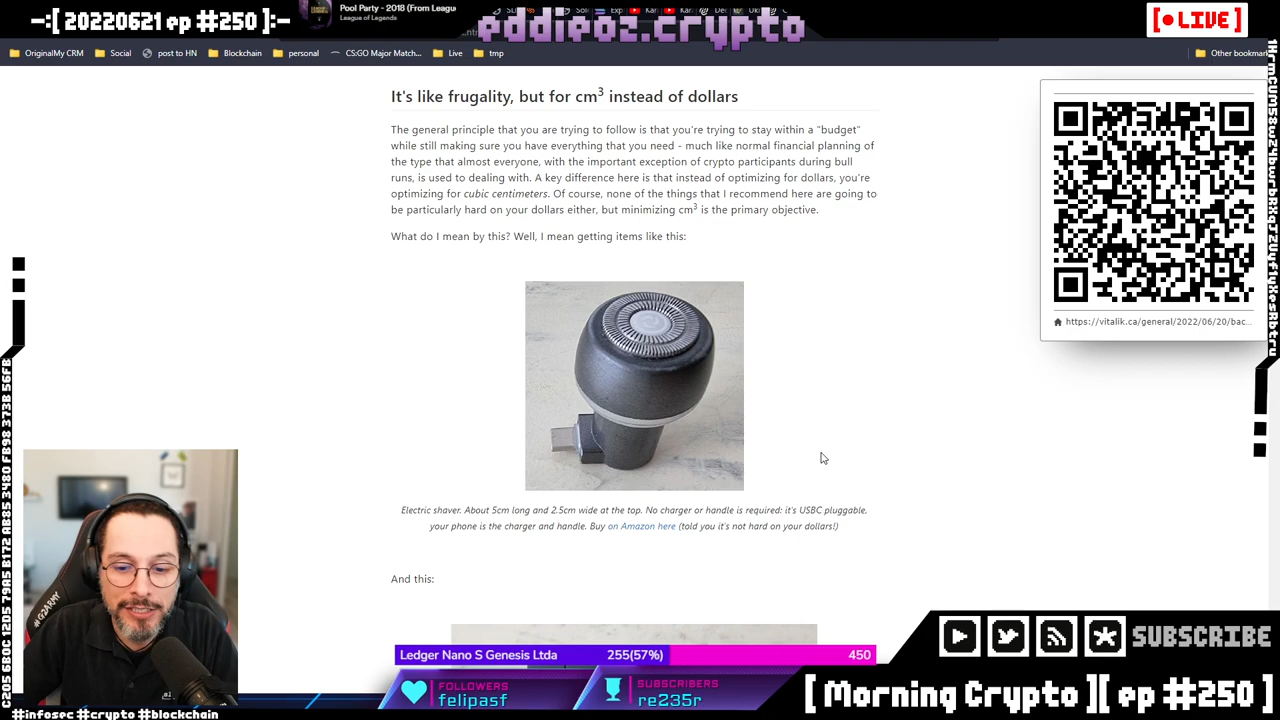 -:[ 20220621 ep #250 ]:-
Pool Party - 2018 (From Leagu
League of Legends
eddieoz.crypto
[● LIVE ]
OriginalMy CRM
Social
post to HN
Blockchain
personal
CS:GO Major Match...
Live
tmp
Other bookmar
It's like frugality, but for cm³ instead of dollars
The general principle that you are trying to follow is that you're trying to stay within a "budget"
while still making sure you have everything that you need - much like normal financial planning of
the type that almost everyone, with the important exception of crypto participants during bull
runs, is used to dealing with. A key difference here is that instead of optimizing for dollars, you're
optimizing for cubic centimeters. Of course, none of the things that I recommend here are going to
be particularly hard on your dollars either, but minimizing cm³ is the primary objective.
What do I mean by this? Well, I mean getting items like this:
https://vitalik.ca/general/2022/06/20/bac...
Electric shaver. About 5cm long and 2.5cm wide at the top. No charger or handle is required: it's USBC pluggable,
your phone is the charger and handle. Buy on Amazon here (told you it's not hard on your dollars!)
And this:
#G2ARMY
Ledger Nano S Genesis Ltda 255(57%) 450
FOLLOWERS
felipasf
SUBSCRIBERS
re235r
SUBSCRIBE
[ Morning Crypto ][ ep #250 ]
#infosec #crypto #blockchain